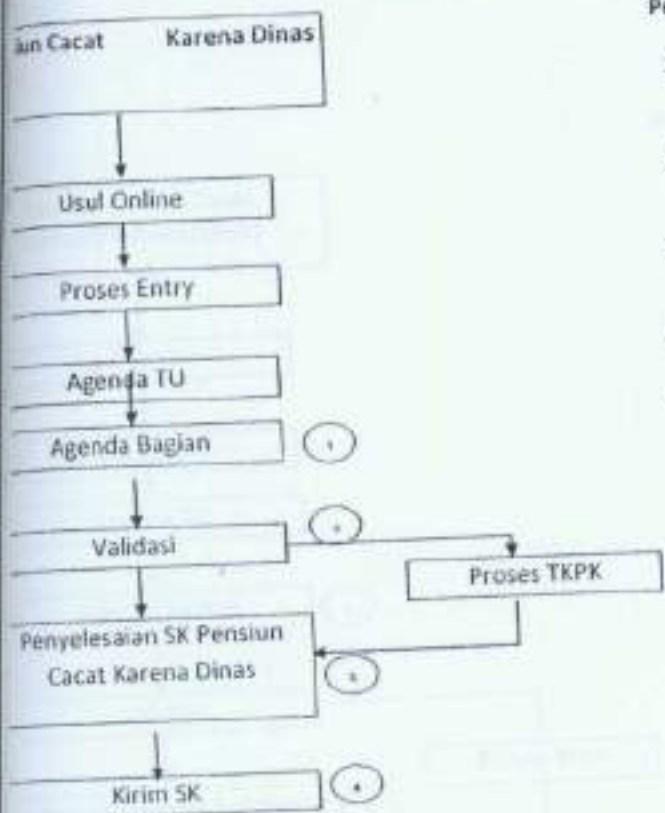 Cacat Karena Dinas
Usul Online
Proses Entry
Agenda TU
Agenda Bagian
Validasi
Proses TKPK
Penyelesaian SK Pensiun
Cacat Karena Dinas
Kirim SK